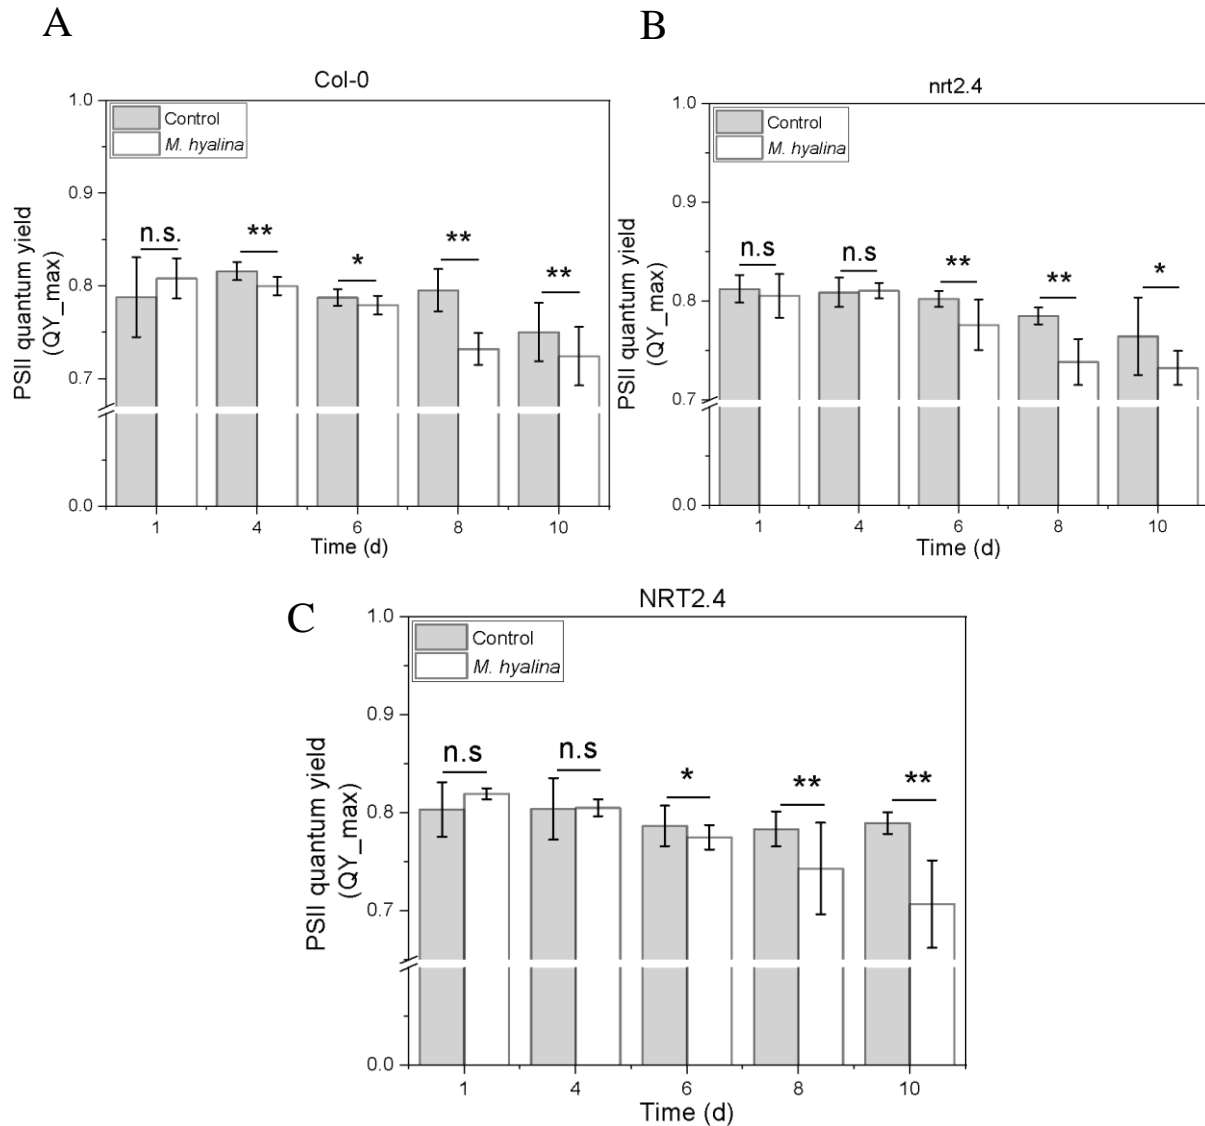 A
Col-0
Control
M. hyalina
PSII quantum yield
(QY_max)
1.0
0.9
0.8
0.7
0.0
n.s.
**
*
**
**
1 4 6 8 10
Time (d)
B
nrt2.4
Control
M. hyalina
PSII quantum yield
(QY_max)
1.0
0.9
0.8
0.7
0.0
n.s
n.s
**
**
*
1 4 6 8 10
Time (d)
C
NRT2.4
Control
M. hyalina
PSII quantum yield
(QY_max)
1.0
0.9
0.8
0.7
0.0
n.s
n.s
*
**
**
1 4 6 8 10
Time (d)